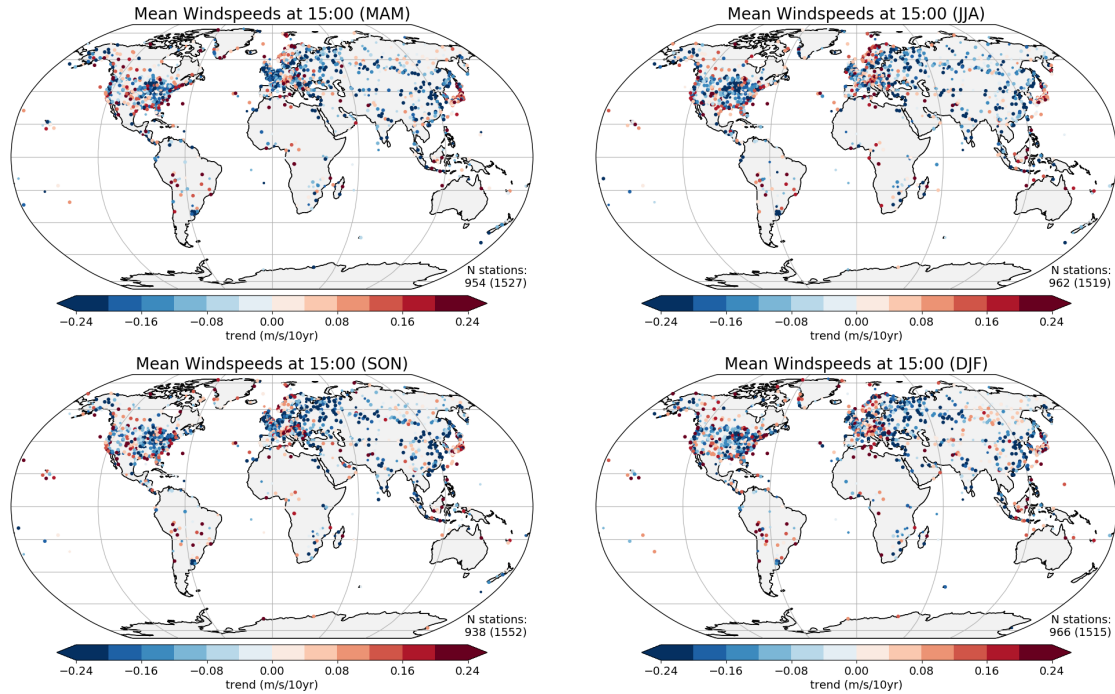 Mean Windspeeds at 15:00 (MAM)
N stations:
954 (1527)
−0.24 −0.16 −0.08 0.00 0.08 0.16 0.24
trend (m/s/10yr)
Mean Windspeeds at 15:00 (JJA)
N stations:
962 (1519)
−0.24 −0.16 −0.08 0.00 0.08 0.16 0.24
trend (m/s/10yr)
Mean Windspeeds at 15:00 (SON)
N stations:
938 (1552)
−0.24 −0.16 −0.08 0.00 0.08 0.16 0.24
trend (m/s/10yr)
Mean Windspeeds at 15:00 (DJF)
N stations:
966 (1515)
−0.24 −0.16 −0.08 0.00 0.08 0.16 0.24
trend (m/s/10yr)